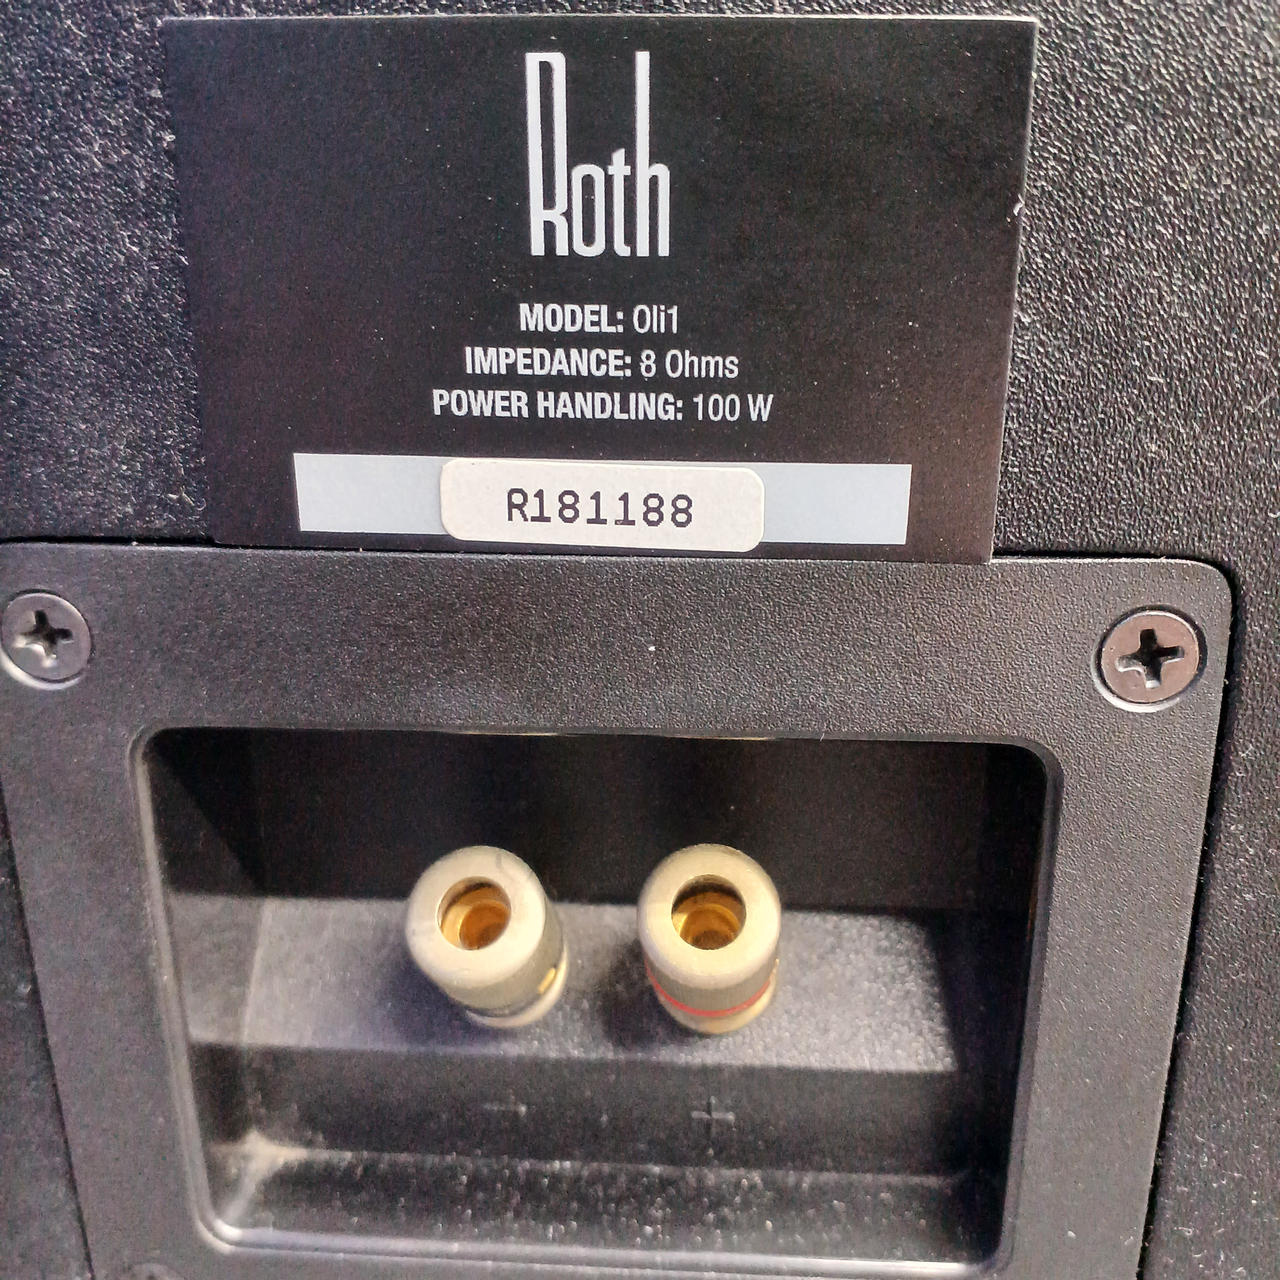 Roth
MODEL: Oli1
IMPEDANCE: 8 Ohms
POWER HANDLING: 100 W
R181188
- +